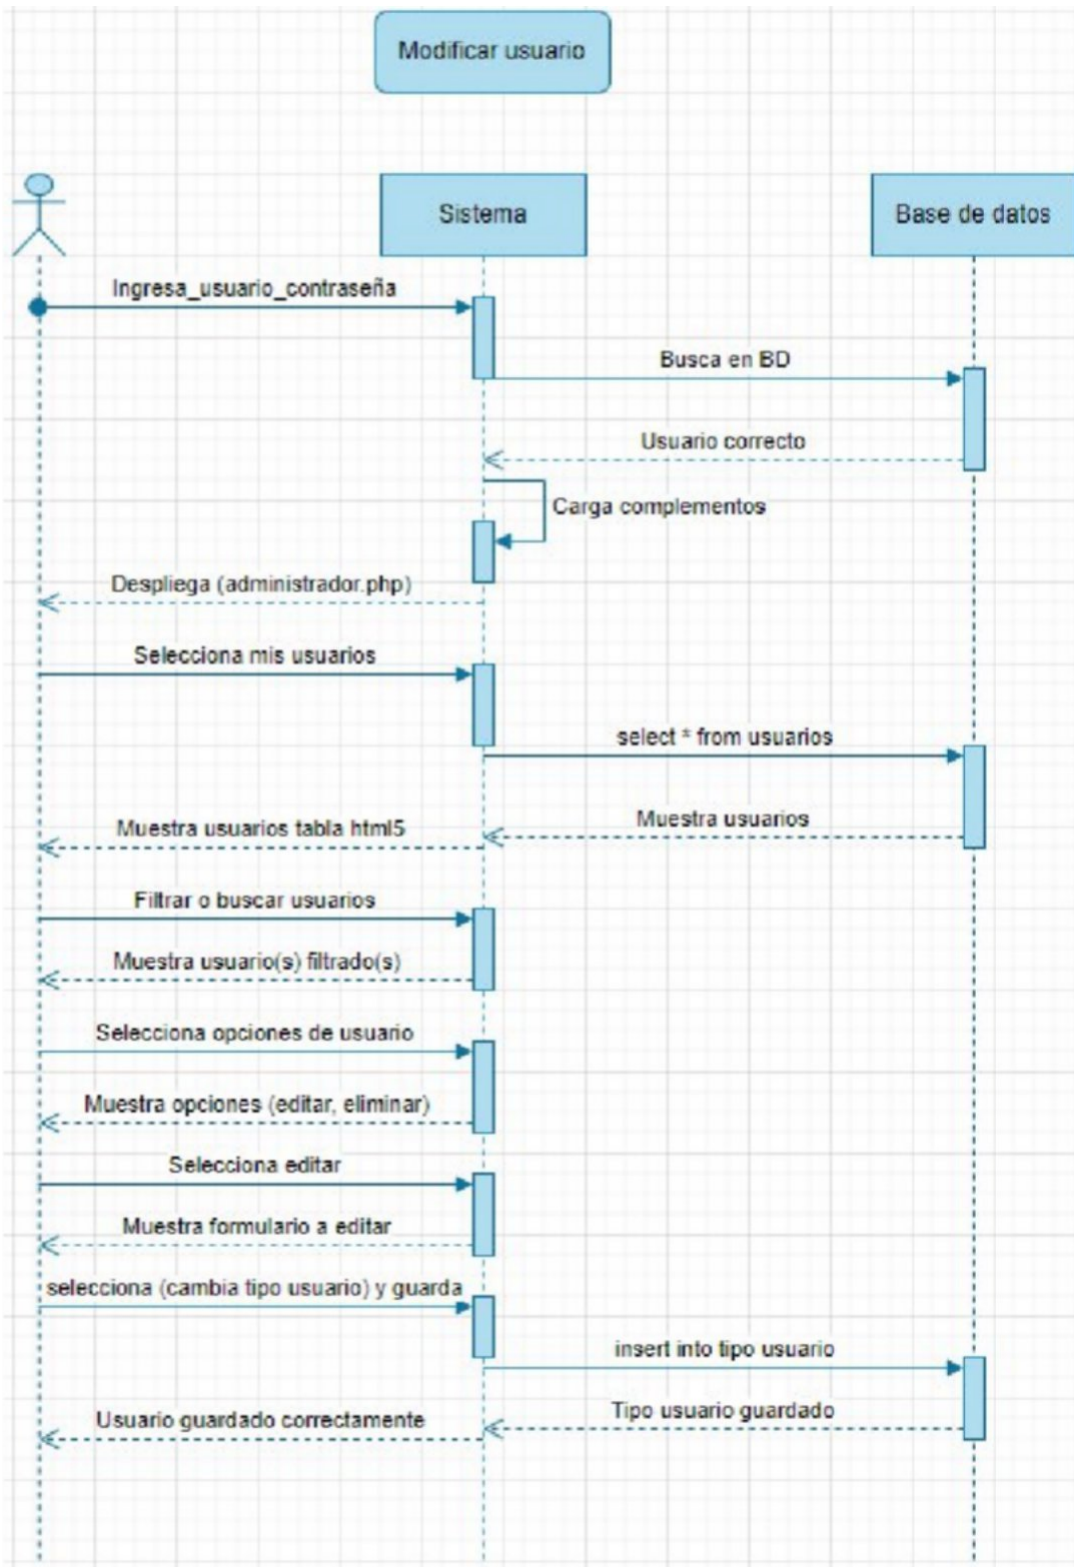 Modificar usuario
Sistema
Base de datos
Ingresa_usuario_contraseña
Busca en BD
Usuario correcto
Carga complementos
Despliega (administrador.php)
Selecciona mis usuarios
select * from usuarios
Muestra usuarios
Muestra usuarios tabla html5
Filtrar o buscar usuarios
Muestra usuario(s) filtrado(s)
Selecciona opciones de usuario
Muestra opciones (editar, eliminar)
Selecciona editar
Muestra formulario a editar
selecciona (cambia tipo usuario) y guarda
insert into tipo usuario
Tipo usuario guardado
Usuario guardado correctamente